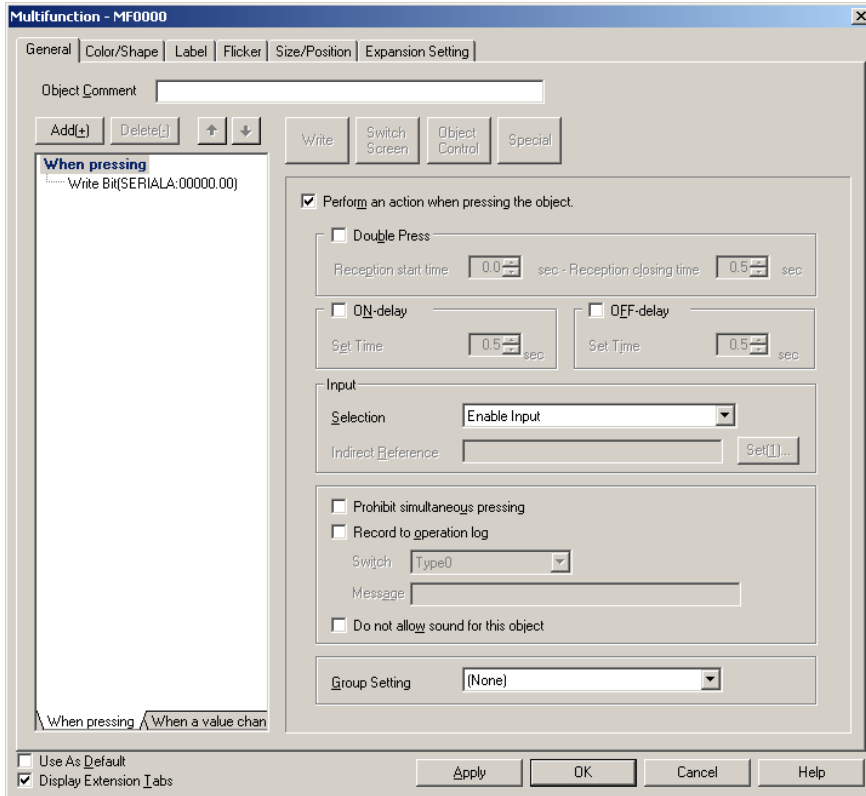 Multifunction - MF0000
General Color/Shape Label Flicker Size/Position Expansion Setting
Object Comment
Add(+) Delete(-)
Write Switch Screen Object Control Special
When pressing
Write Bit(SERIALA:00000.00)
Perform an action when pressing the object.
Double Press
Reception start time 0.0 sec - Reception closing time 0.5 sec
ON-delay OFF-delay
Set Time 0.5 sec Set Time 0.5 sec
Input
Selection Enable Input
Indirect Reference Set(1)...
Prohibit simultaneous pressing
Record to operation log
Switch Type0
Message
Do not allow sound for this object
Group Setting (None)
When pressing When a value chan
Use As Default
Display Extension Tabs
Apply OK Cancel Help